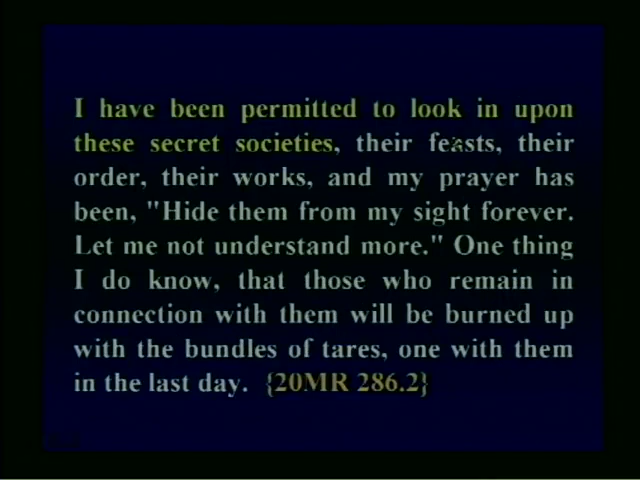 I have been permitted to look in upon
these secret societies, their feasts, their
order, their works, and my prayer has
been, "Hide them from my sight forever.
Let me not understand more." One thing
I do know, that those who remain in
connection with them will be burned up
with the bundles of tares, one with them
in the last day. {20MR 286.2}